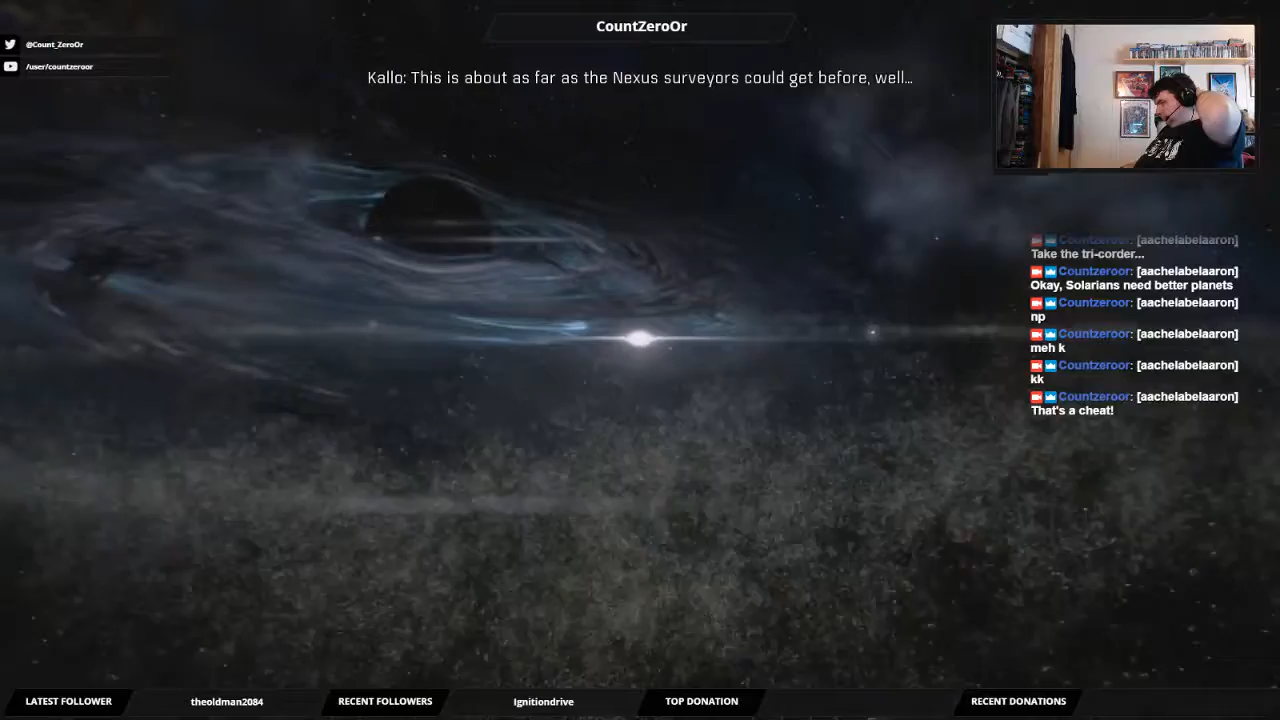 CountZeroOr
@Count_ZeroOr
/user/countzeroor
Kallo: This is about as far as the Nexus surveyors could get before, well...
Countzeroor: [aachelabelaaron]
Take the tri-corder...
Countzeroor: [aachelabelaaron]
Okay, Solarians need better planets
Countzeroor: [aachelabelaaron]
np
Countzeroor: [aachelabelaaron]
meh k
Countzeroor: [aachelabelaaron]
kk
Countzeroor: [aachelabelaaron]
That's a cheat!
LATEST FOLLOWER theoldman2084 RECENT FOLLOWERS Ignitiondrive TOP DONATION RECENT DONATIONS